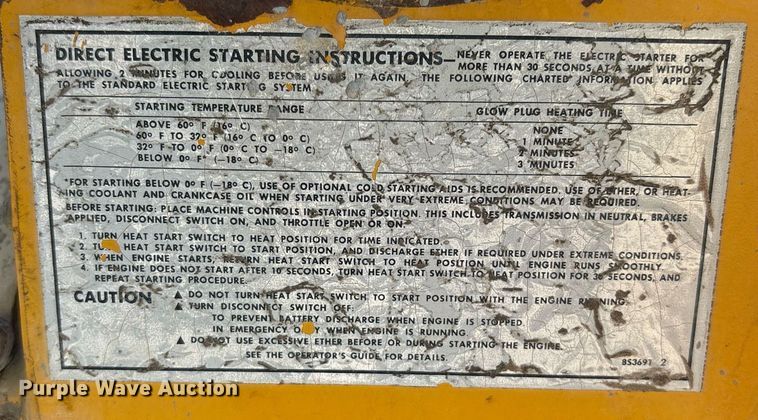 DIRECT ELECTRIC STARTING INSTRUCTIONS—NEVER OPERATE THE ELECTRIC STARTER FOR
MORE THAN 30 SECONDS AT A TIME WITHOUT
ALLOWING 2 MINUTES FOR COOLING BEFORE USING IT AGAIN. THE FOLLOWING CHARTED INFORMATION APPLIES
TO THE STANDARD ELECTRIC STARTING SYSTEM
STARTING TEMPERATURE RANGE GLOW PLUG HEATING TIME
ABOVE 60° F (16° C) NONE
60° F TO 32° F (16° C TO 0° C) 1 MINUTE
32° F TO 0° F (0° C TO −18° C) 2 MINUTES
BELOW 0° F* (−18° C) 3 MINUTES
*FOR STARTING BELOW 0° F (−18° C), USE OF OPTIONAL COLD STARTING AIDS IS RECOMMENDED. USE OF ETHER, OR HEAT-
ING COOLANT AND CRANKCASE OIL WHEN STARTING UNDER VERY EXTREME CONDITIONS MAY BE REQUIRED.
BEFORE STARTING: PLACE MACHINE CONTROLS IN STARTING POSITION. THIS INCLUDES TRANSMISSION IN NEUTRAL, BRAKES
APPLIED, DISCONNECT SWITCH ON, AND THROTTLE OPEN OR ON
1. TURN HEAT START SWITCH TO HEAT POSITION FOR TIME INDICATED.
2. TURN HEAT START SWITCH TO START POSITION, AND DISCHARGE ETHER IF REQUIRED UNDER EXTREME CONDITIONS.
3. WHEN ENGINE STARTS, RETURN HEAT START SWITCH TO HEAT POSITION UNTIL ENGINE RUNS SMOOTHLY.
4. IF ENGINE DOES NOT START AFTER 10 SECONDS, TURN HEAT START SWITCH TO HEAT POSITION FOR 30 SECONDS, AND
REPEAT STARTING PROCEDURE.
CAUTION ▲ DO NOT TURN HEAT START SWITCH TO START POSITION WITH THE ENGINE RUNNING.
▲ TURN DISCONNECT SWITCH OFF:
TO PREVENT BATTERY DISCHARGE WHEN ENGINE IS STOPPED
IN EMERGENCY ONLY WHEN ENGINE IS RUNNING
▲ DO NOT USE EXCESSIVE ETHER BEFORE OR DURING STARTING THE ENGINE.
SEE THE OPERATOR'S GUIDE FOR DETAILS.
8S3697 2
Purple Wave Auction